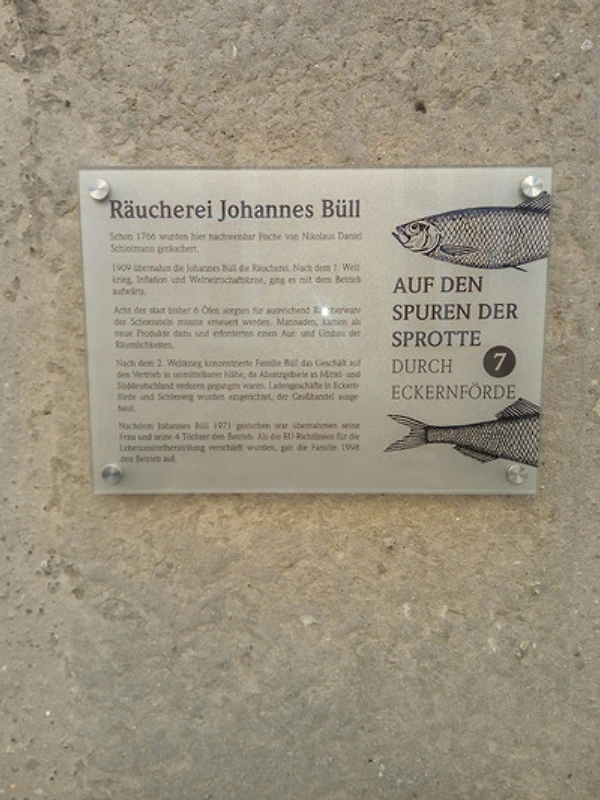 Räucherei Johannes Büll
Schon 1766 wurden hier nachweisbar Fische von Nikolaus Daniel
Schlotmann geräuchert.
1909 übernahm die Johannes Büll die Räucherei. Nach dem 1. Welt-
krieg, Inflation und Weltwirtschaftskrise, ging es mit dem Betrieb
aufwärts.
Acht der statt bisher 6 Öfen sorgten für ausreichend Räucherware
der Schornstein musste erneuert werden. Marinaden, kamen als
neue Produkte dazu und erforderten einen Aus- und Umbau der
Räumlichkeiten.
Nach dem 2. Weltkrieg konzentrierte Familie Büll das Geschäft auf
den Vertrieb in unmittelbarer Nähe, da Absatzgebiete in Mittel- und
Süddeutschland verloren gegangen waren. Ladengeschäfte in Eckern-
förde und Schleswig wurden eingerichtet, der Großhandel ausge-
baut.
Nachdem Johannes Büll 1971 gestorben war übernahmen seine
Frau und seine 4 Töchter den Betrieb. Als die EU-Richtlinien für die
Lebensmittelherstellung verschärft wurden, gab die Familie 1998
den Betrieb auf.
AUF DEN
SPUREN DER
SPROTTE
DURCH 7
ECKERNFÖRDE